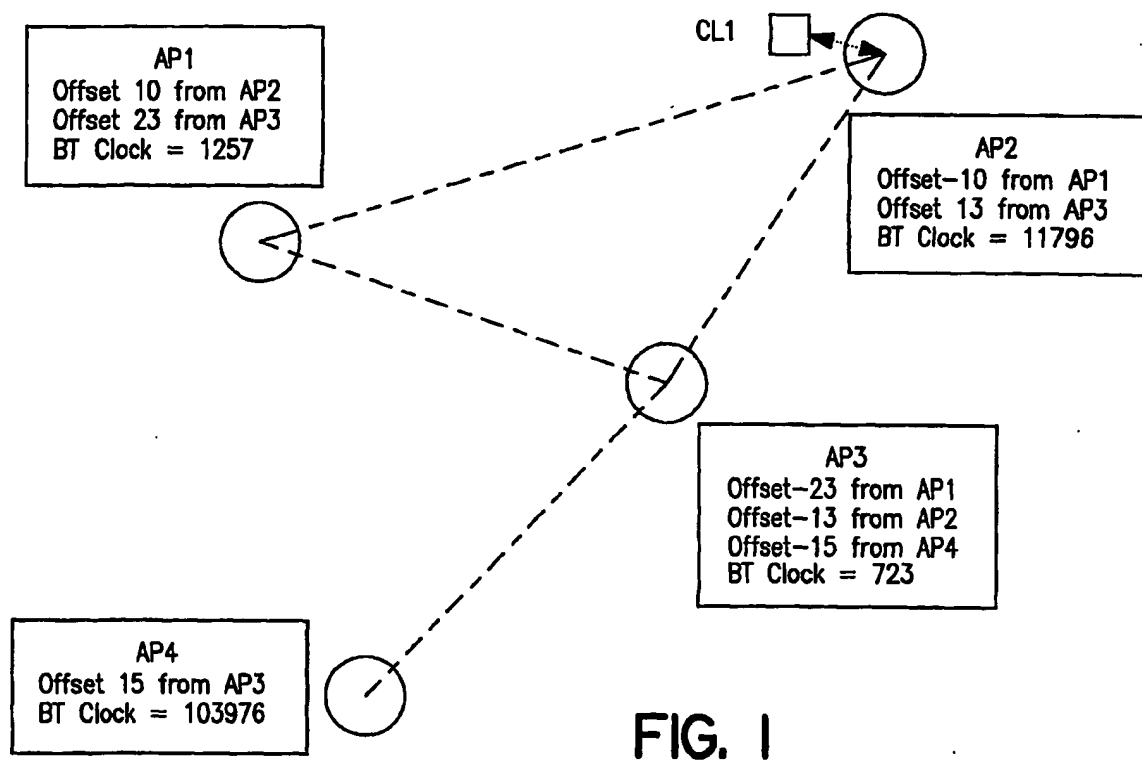 AP1
Offset 10 from AP2
Offset 23 from AP3
BT Clock = 1257
CL1
AP2
Offset-10 from AP1
Offset 13 from AP3
BT Clock = 11796
AP3
Offset-23 from AP1
Offset-13 from AP2
Offset-15 from AP4
BT Clock = 723
AP4
Offset 15 from AP3
BT Clock = 103976
FIG. 1